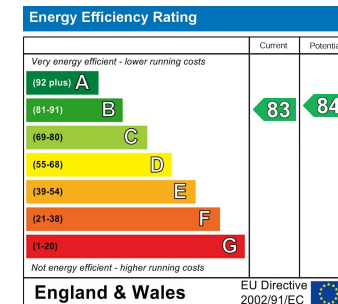 Energy Efficiency Rating
Current Potentia
Very energy efficient - lower running costs
(92 plus) A
(81-91) B
83 84
(69-80) C
(55-68) D
(39-54) E
(21-38) F
(1-20) G
Not energy efficient - higher running costs
England & Wales
EU Directive
2002/91/EC